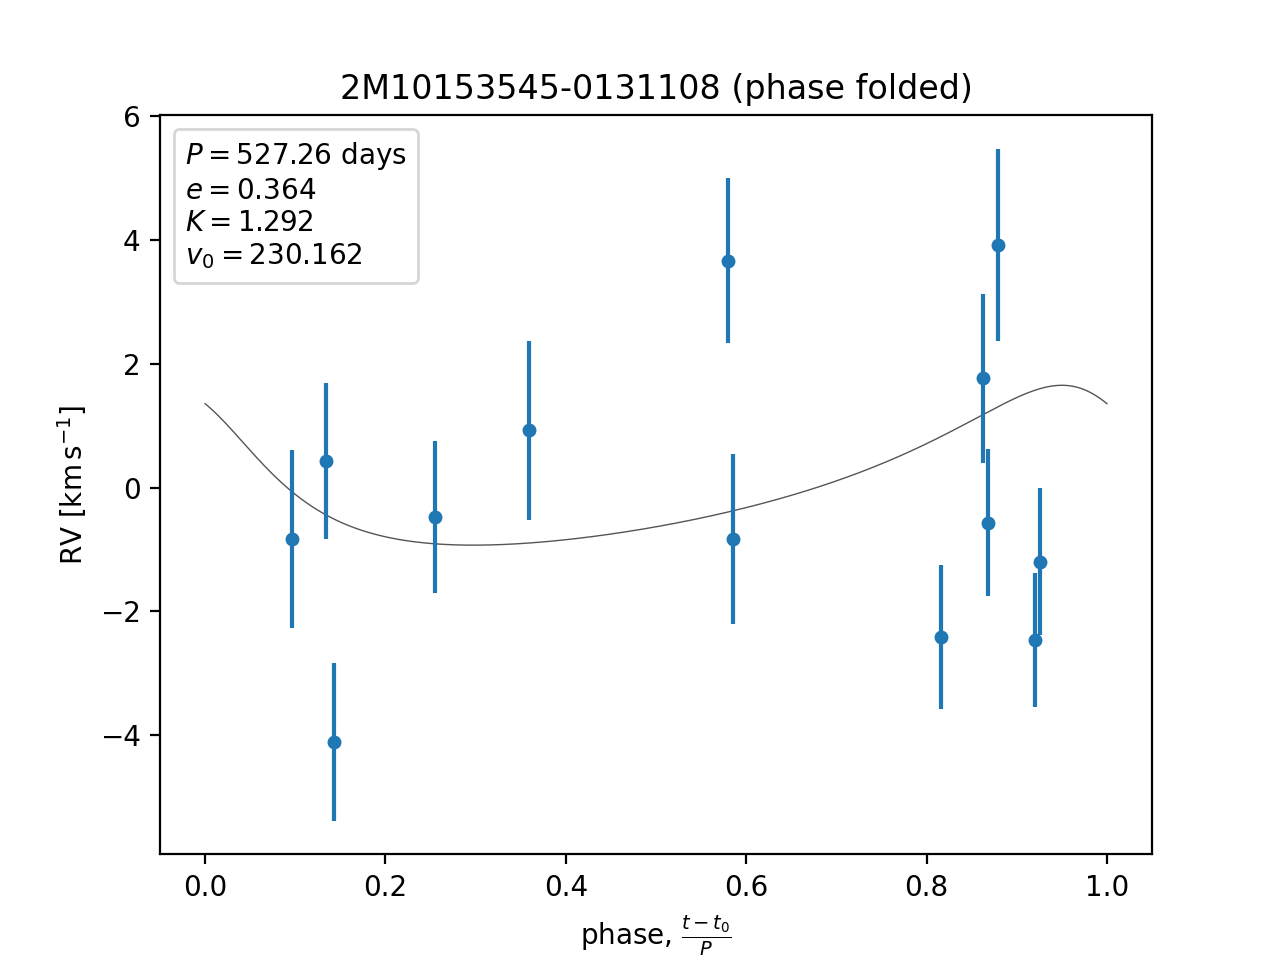 2M10153545-0131108 (phase folded)
P = 527.26 days
e = 0.364
K = 1.292
v₀ = 230.162
6
4
2
0
−2
−4
RV [km s⁻¹]
0.0 0.2 0.4 0.6 0.8 1.0
phase, (t − t₀)/P